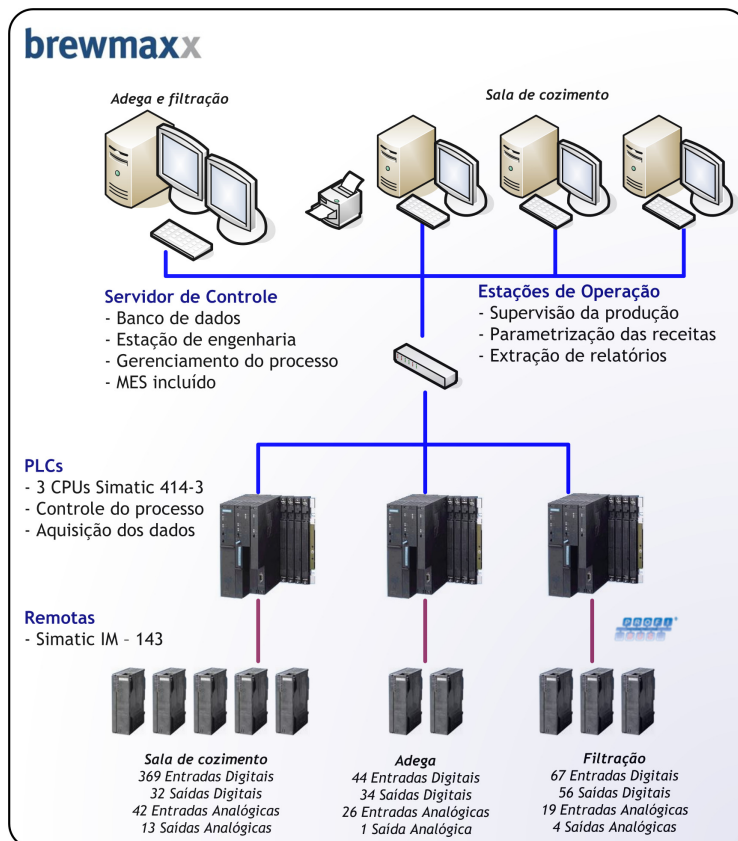 brewmaxx
Adega e filtração
Sala de cozimento
Servidor de Controle
- Banco de dados
- Estação de engenharia
- Gerenciamento do processo
- MES incluído
Estações de Operação
- Supervisão da produção
- Parametrização das receitas
- Extração de relatórios
PLCs
- 3 CPUs Simatic 414-3
- Controle do processo
- Aquisição dos dados
Remotas
- Simatic IM – 143
Sala de cozimento
369 Entradas Digitais
32 Saídas Digitais
42 Entradas Analógicas
13 Saídas Analógicas
Adega
44 Entradas Digitais
34 Saídas Digitais
26 Entradas Analógicas
1 Saída Analógica
Filtração
67 Entradas Digitais
56 Saídas Digitais
19 Entradas Analógicas
4 Saídas Analógicas